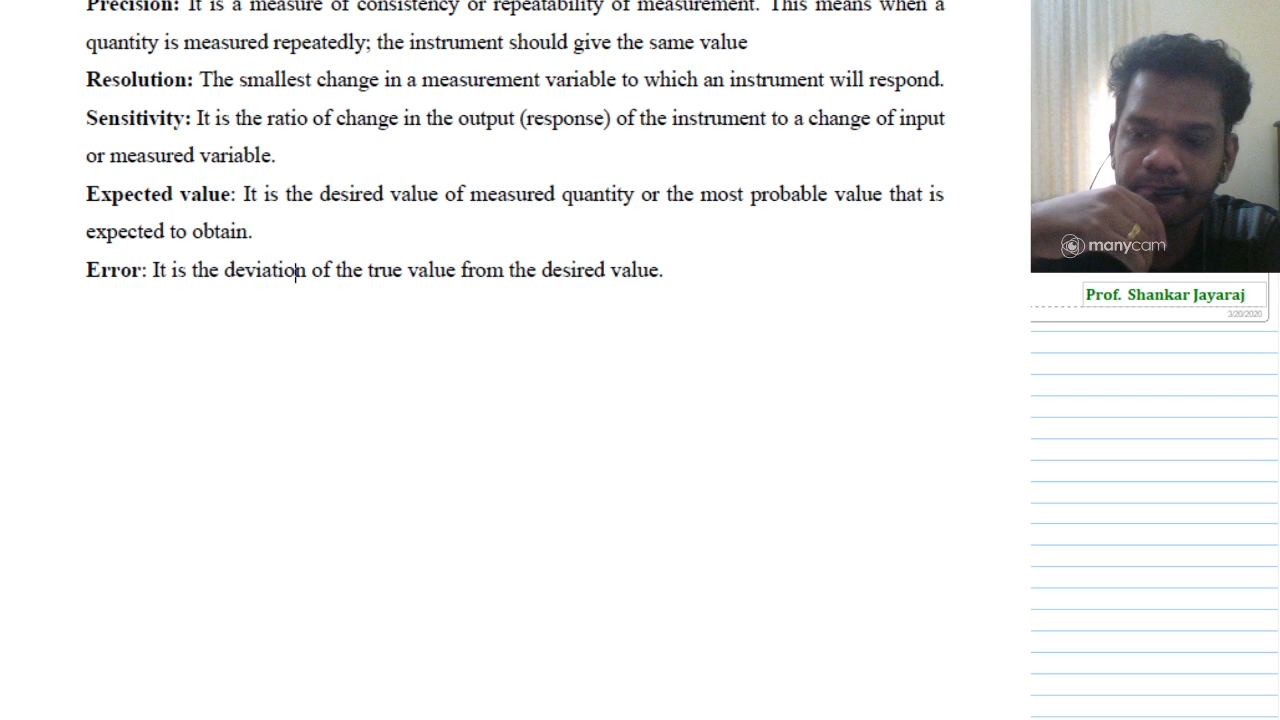 Precision: It is a measure of consistency or repeatability of measurement. This means when a
quantity is measured repeatedly; the instrument should give the same value
Resolution: The smallest change in a measurement variable to which an instrument will respond.
Sensitivity: It is the ratio of change in the output (response) of the instrument to a change of input
or measured variable.
Expected value: It is the desired value of measured quantity or the most probable value that is
expected to obtain.
Error: It is the deviation of the true value from the desired value.
manycam
Prof. Shankar Jayaraj
3/20/2020